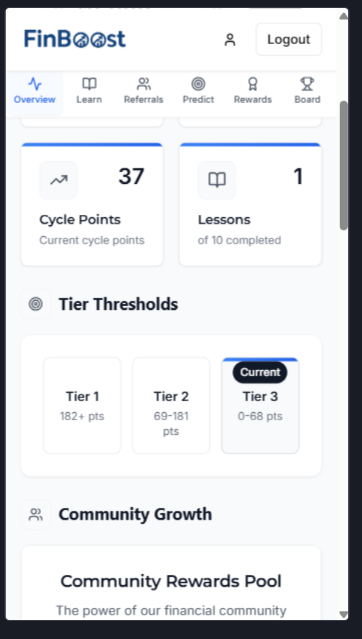 FinBoost
Logout
Overview Learn Referrals Predict Rewards Board
37
Cycle Points
Current cycle points
1
Lessons
of 10 completed
Tier Thresholds
Tier 1
182+ pts
Tier 2
69-181
pts
Current
Tier 3
0-68 pts
Community Growth
Community Rewards Pool
The power of our financial community